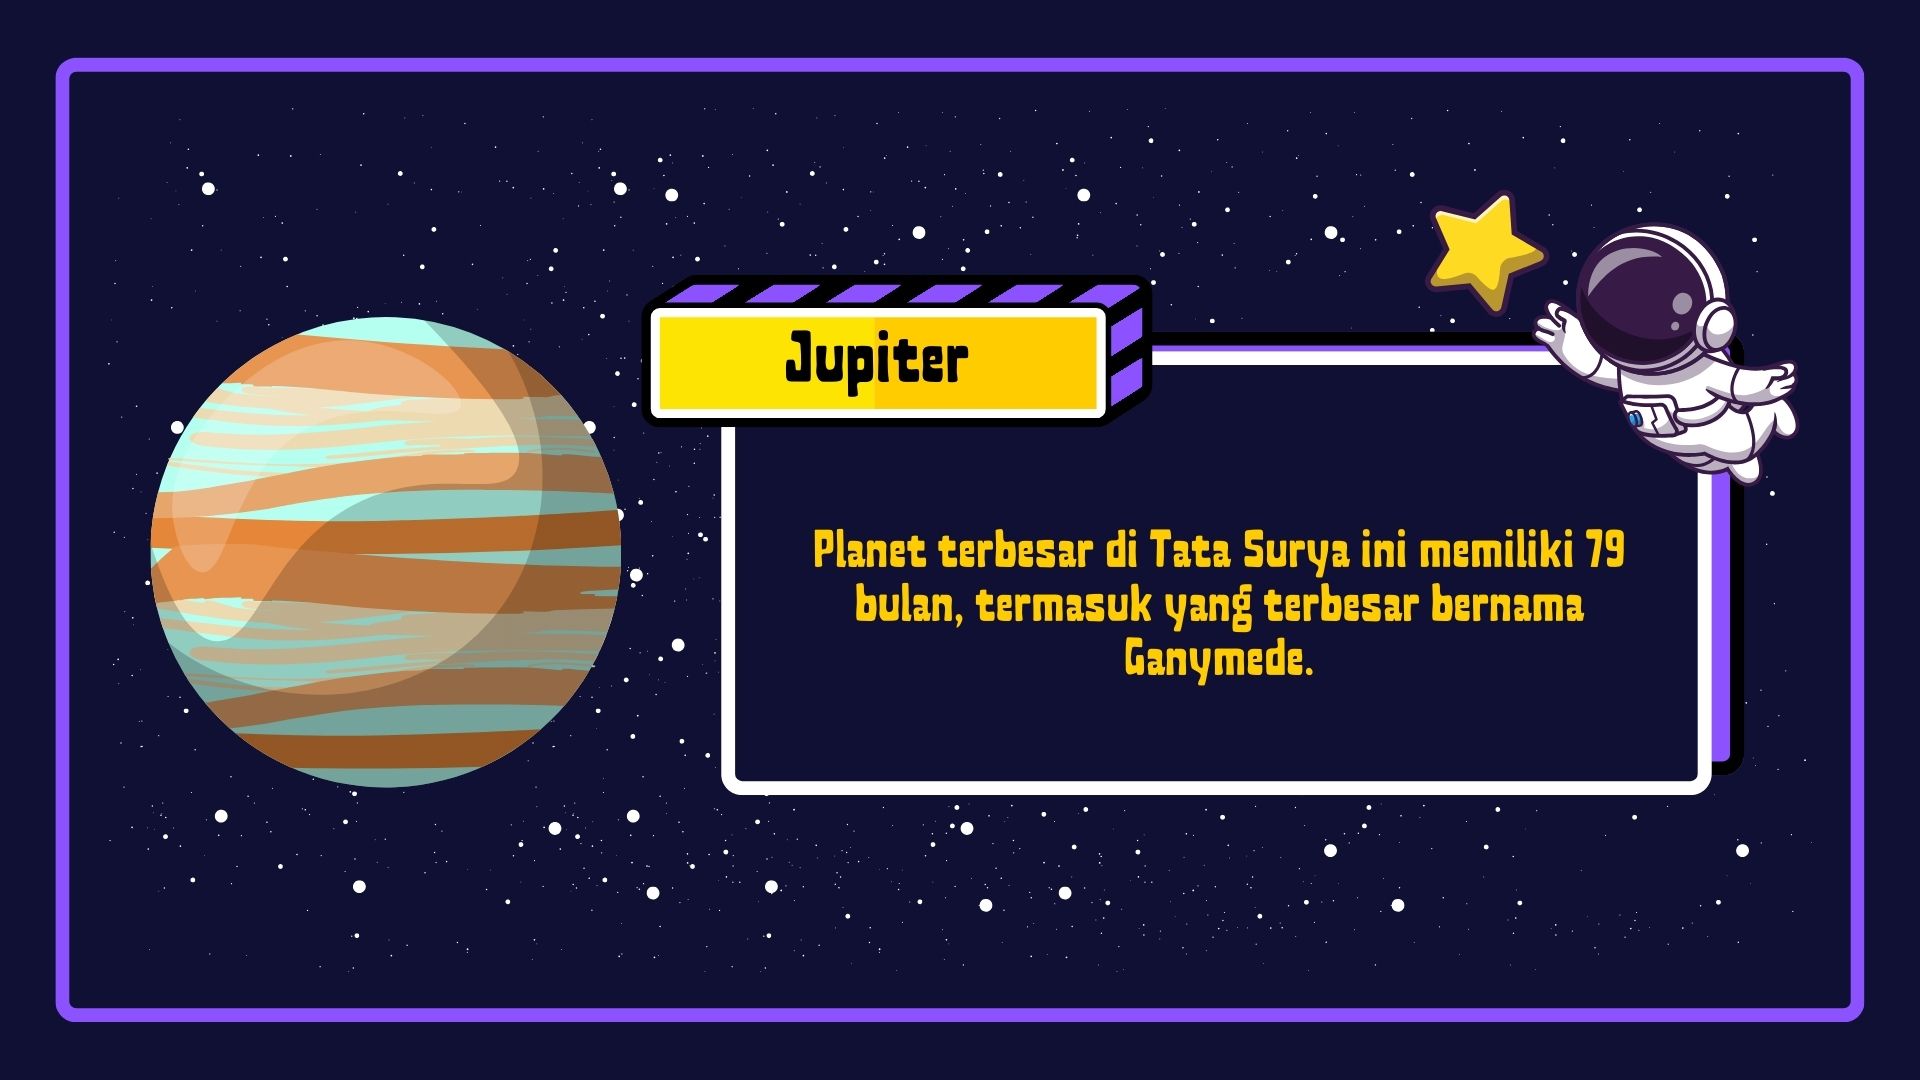 Jupiter
Planet terbesar di Tata Surya ini memiliki 79
bulan, termasuk yang terbesar bernama
Ganymede.